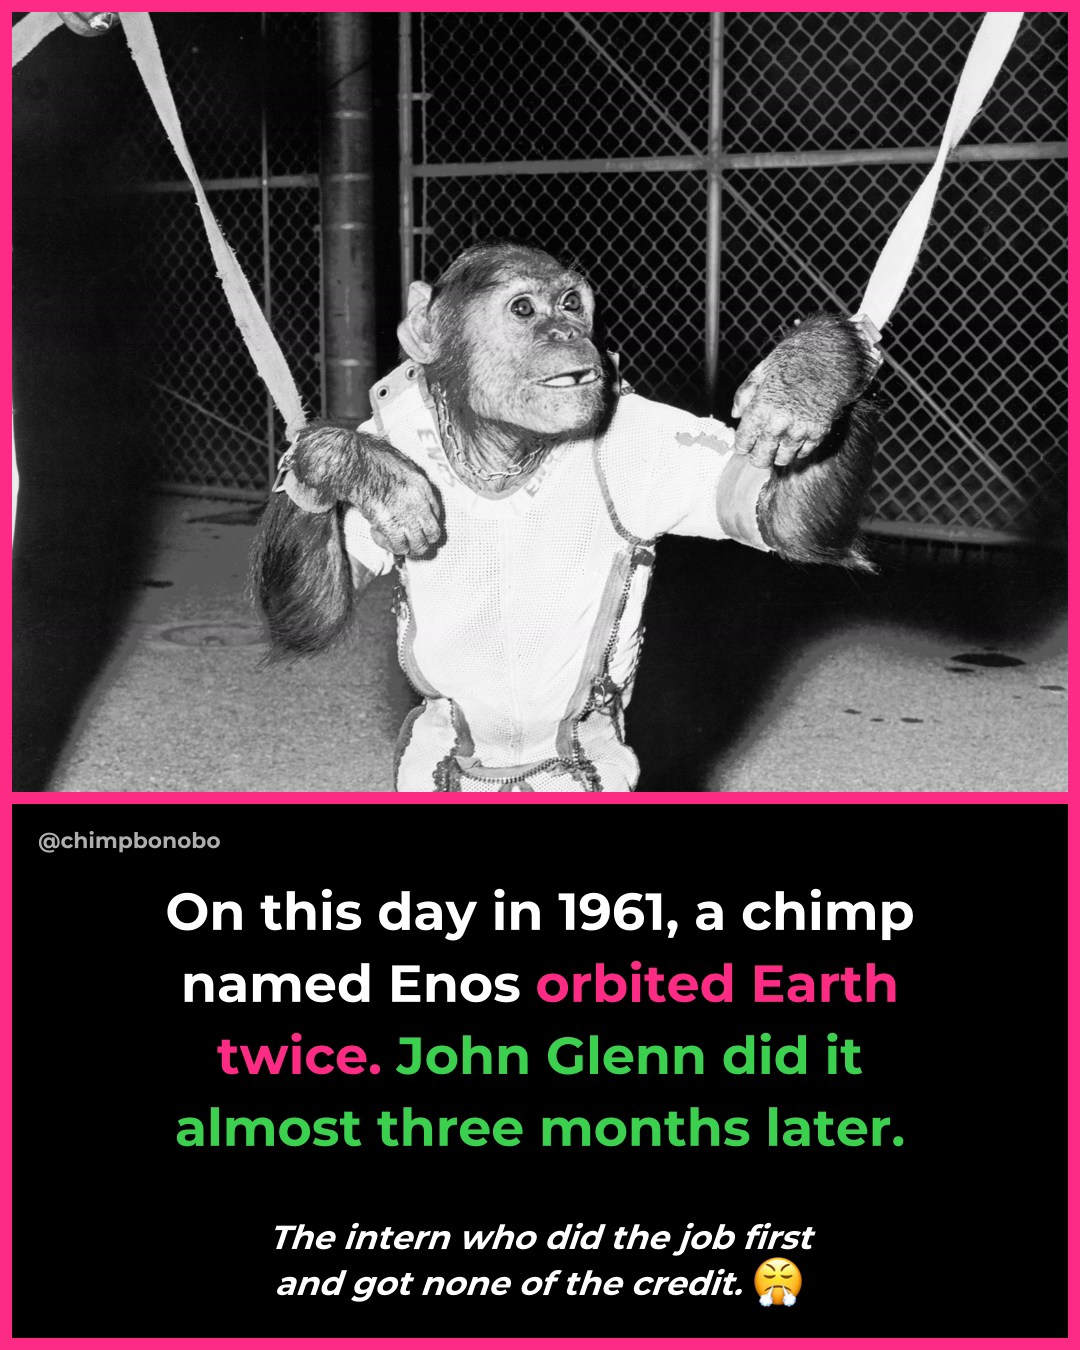 ENOS
@chimpbonobo
On this day in 1961, a chimp
named Enos orbited Earth
twice. John Glenn did it
almost three months later.
The intern who did the job first
and got none of the credit. 😤